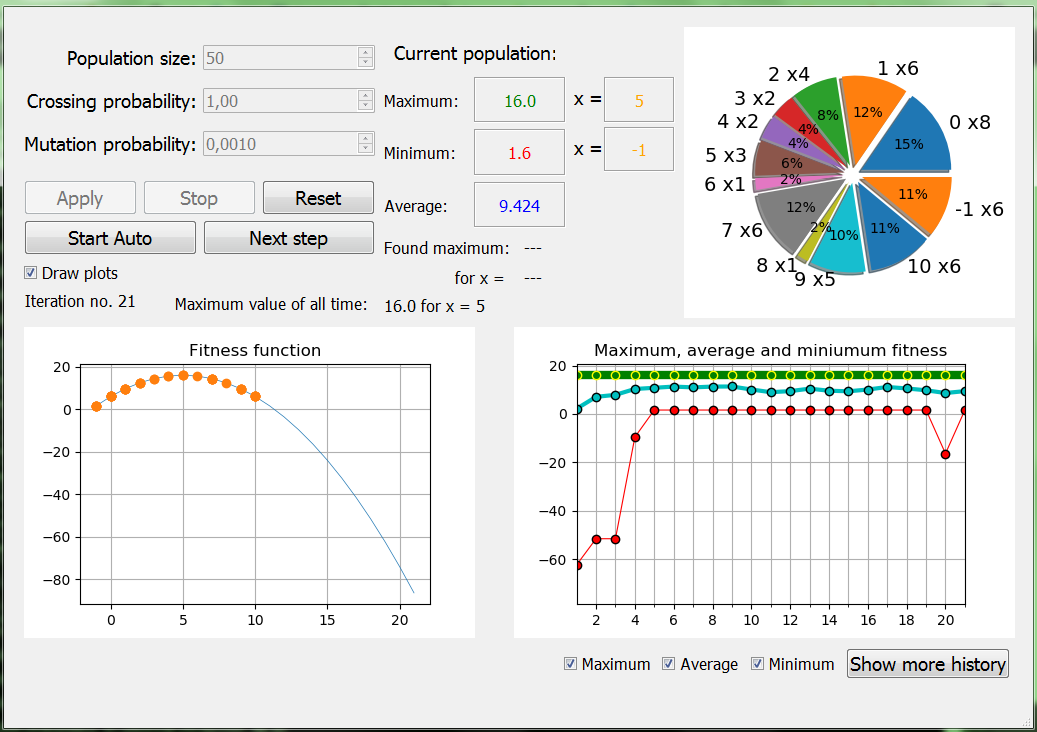 Population size: 50
Crossing probability: 1,00
Mutation probability: 0,0010
Apply Stop Reset
Start Auto Next step
Draw plots
Iteration no. 21
Maximum value of all time: 16.0 for x = 5
Current population:
Maximum: 16.0 x = 5
Minimum: 1.6 x = -1
Average: 9.424
Found maximum: ---
for x = ---
0 x8
15%
1 x6
12%
2 x4
8%
3 x2
4%
4 x2
4%
5 x3
6%
6 x1
2%
7 x6
12%
8 x1
2%
9 x5
10%
10 x6
11%
-1 x6
11%
Fitness function
20
0
−20
−40
−60
−80
0 5 10 15 20
Maximum, average and miniumum fitness
20
0
−20
−40
−60
2 4 6 8 10 12 14 16 18 20
Maximum Average Minimum Show more history